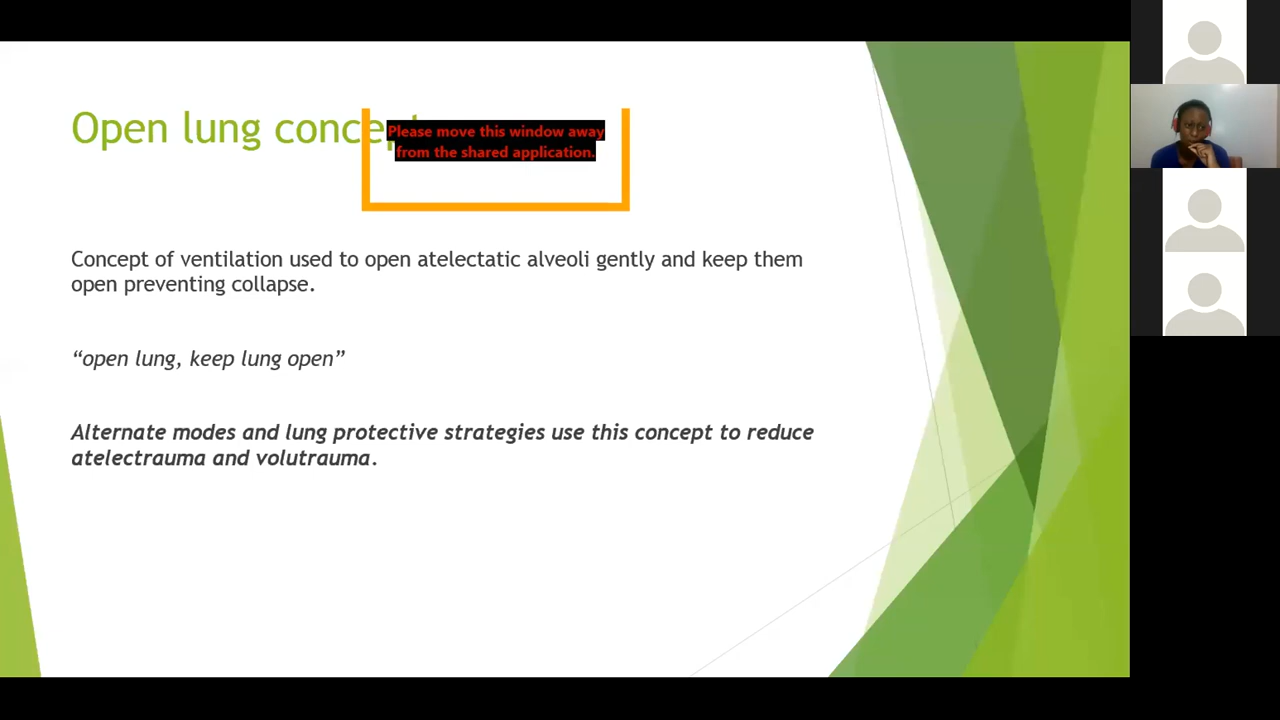 Open lung concept
Please move this window away
from the shared application.
Concept of ventilation used to open atelectatic alveoli gently and keep them
open preventing collapse.
“open lung, keep lung open”
Alternate modes and lung protective strategies use this concept to reduce
atelectrauma and volutrauma.